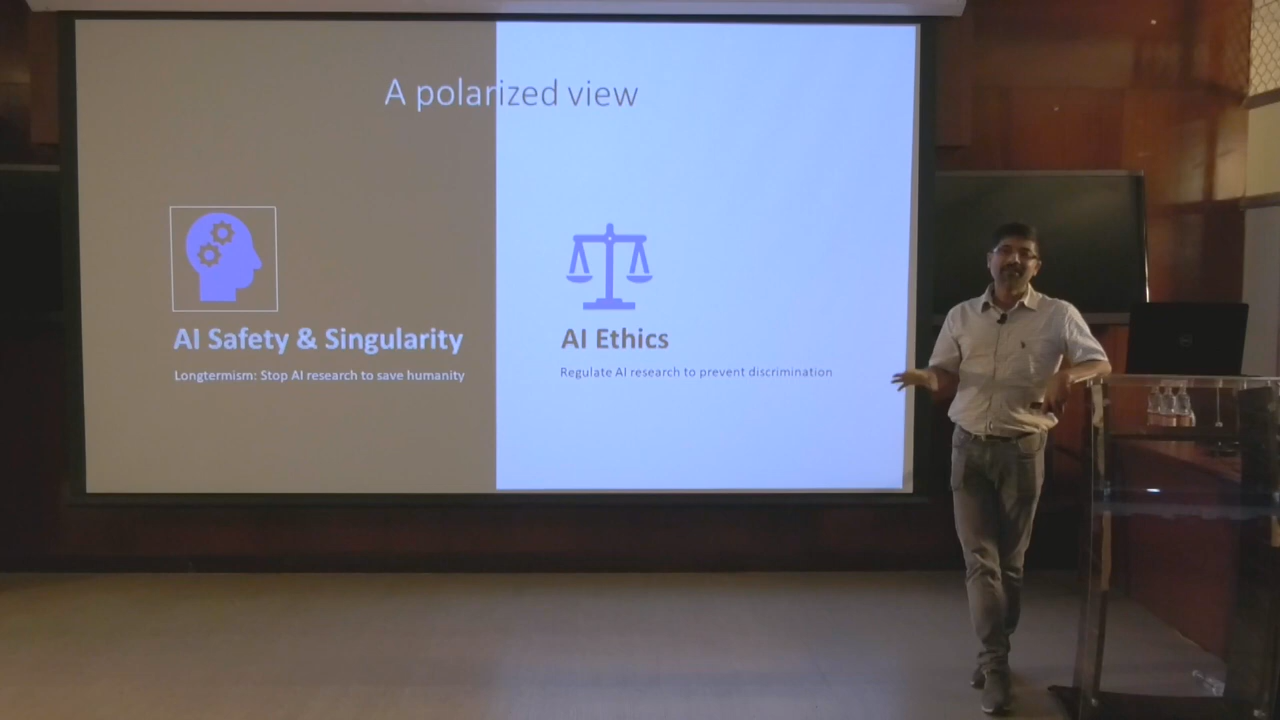 A polarized view
AI Safety & Singularity
Longtermism: Stop AI research to save humanity
AI Ethics
Regulate AI research to prevent discrimination